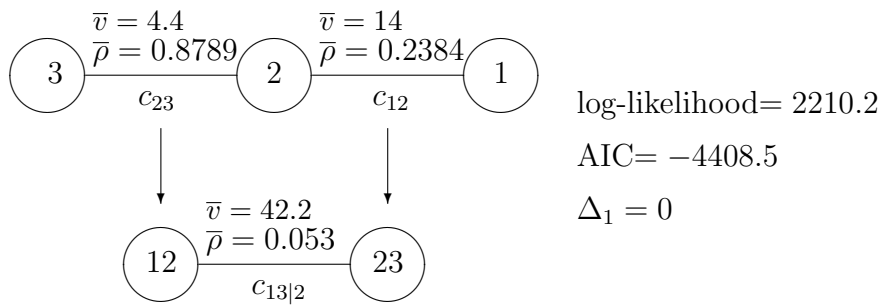 v̅ = 4.4
ρ̅ = 0.8789
v̅ = 14
ρ̅ = 0.2384
3
2
1
c₂₃
c₁₂
log-likelihood= 2210.2
AIC= −4408.5
Δ₁ = 0
v̅ = 42.2
ρ̅ = 0.053
12
23
c₁₃|₂